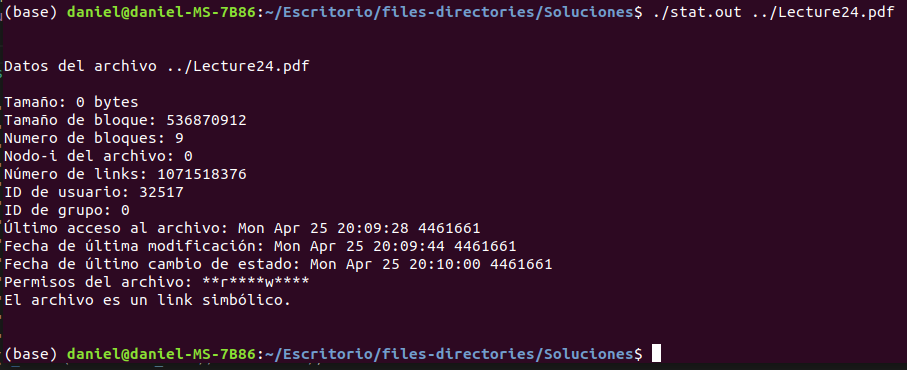 (base) daniel@daniel-MS-7B86:~/Escritorio/files-directories/Soluciones$ ./stat.out ../Lecture24.pdf
Datos del archivo ../Lecture24.pdf
Tamaño: 0 bytes
Tamaño de bloque: 536870912
Numero de bloques: 9
Nodo-i del archivo: 0
Número de links: 1071518376
ID de usuario: 32517
ID de grupo: 0
Último acceso al archivo: Mon Apr 25 20:09:28 4461661
Fecha de última modificación: Mon Apr 25 20:09:44 4461661
Fecha de último cambio de estado: Mon Apr 25 20:10:00 4461661
Permisos del archivo: **r****w****
El archivo es un link simbólico.
(base) daniel@daniel-MS-7B86:~/Escritorio/files-directories/Soluciones$